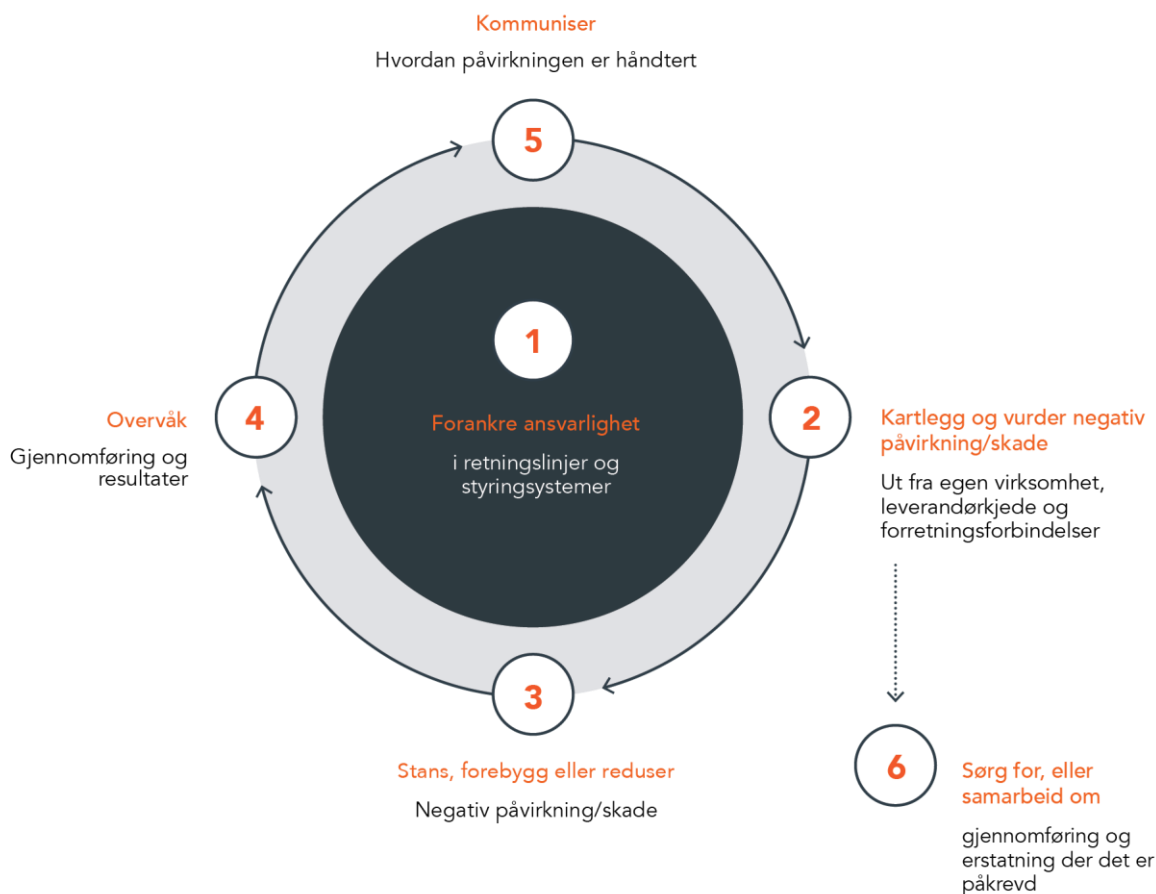 Kommuniser
Hvordan påvirkningen er håndtert
5
1
Forankre ansvarlighet
i retningslinjer og
styringsystemer
2
Kartlegg og vurder negativ
påvirkning/skade
Ut fra egen virksomhet,
leverandørkjede og
forretningsforbindelser
3
Stans, forebygg eller reduser
Negativ påvirkning/skade
4
Overvåk
Gjennomføring og
resultater
6
Sørg for, eller
samarbeid om
gjennomføring og
erstatning der det er
påkrevd